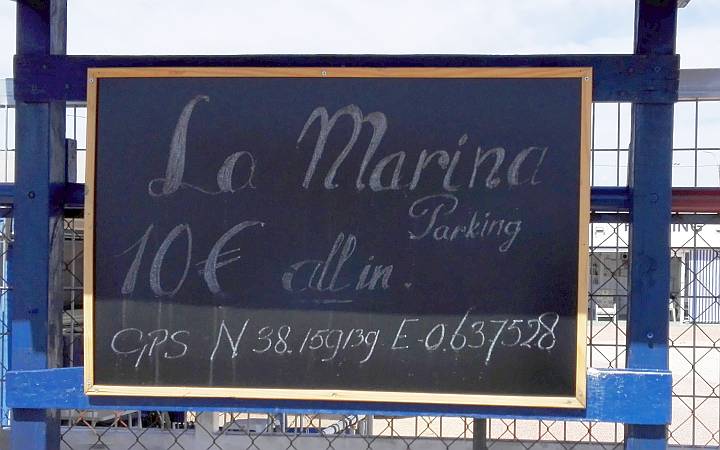 La Marina
Parking
10€ all in.
GPS N 38.159139 E -0.637528